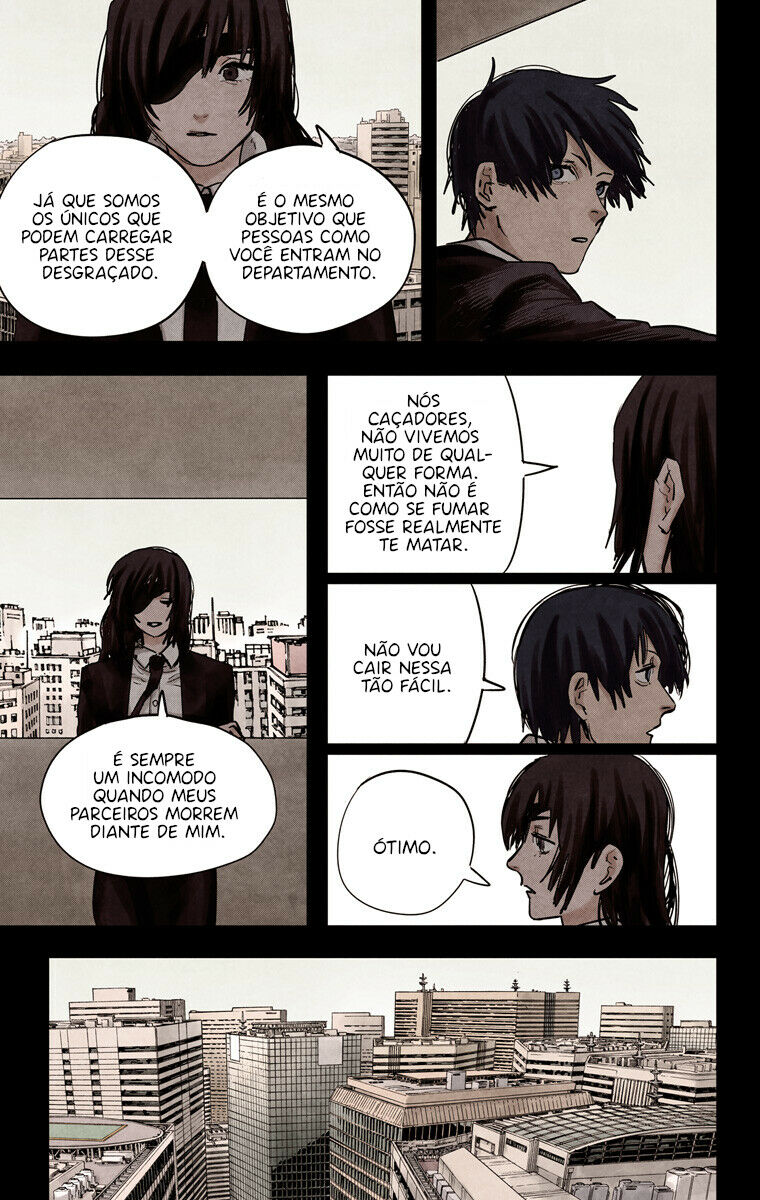 É O MESMO
OBJETIVO QUE
PESSOAS COMO
VOCÊ ENTRAM NO
DEPARTAMENTO.
JÁ QUE SOMOS
OS ÚNICOS QUE
PODEM CARREGAR
PARTES DESSE
DESGRAÇADO.
NÓS
CAÇADORES,
NÃO VIVEMOS
MUITO DE QUAL-
QUER FORMA.
ENTÃO NÃO É
COMO SE FUMAR
FOSSE REALMENTE
TE MATAR.
NÃO VOU
CAIR NESSA
TÃO FÁCIL.
ÓTIMO.
É SEMPRE
UM INCOMODO
QUANDO MEUS
PARCEIROS MORREM
DIANTE DE MIM.